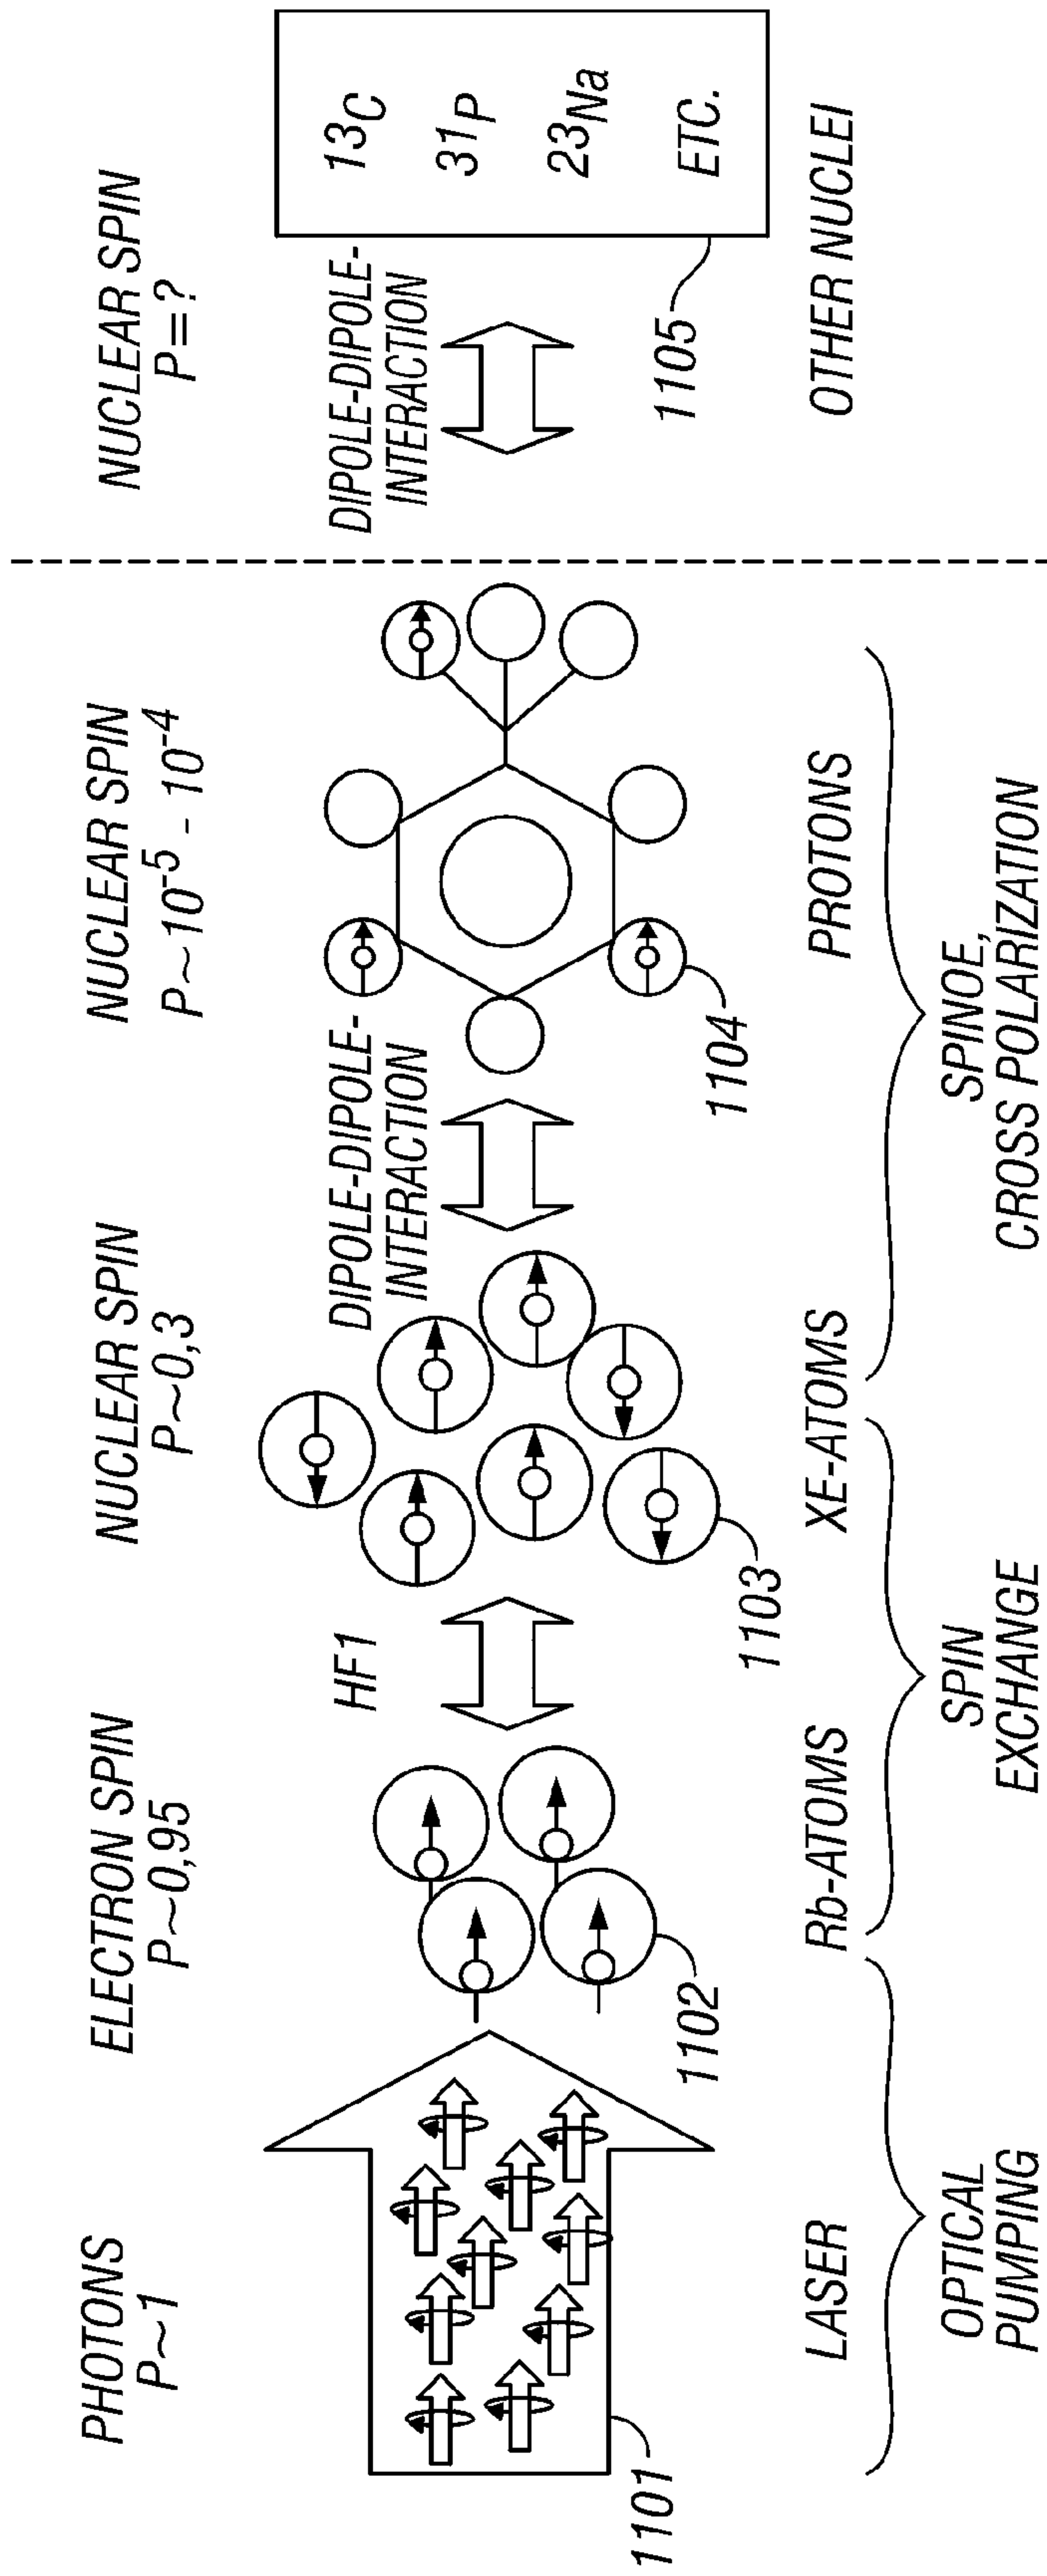 PHOTONS
P~1
ELECTRON SPIN
P~0,95
NUCLEAR SPIN
P~0,3
NUCLEAR SPIN
P~10-5 - 10-4
NUCLEAR SPIN
P=?
HF1
DIPOLE-DIPOLE-
INTERACTION
DIPOLE-DIPOLE-
INTERACTION
13C
31P
23Na
ETC.
1101
1102
1103
1104
1105
LASER
Rb-ATOMS
XE-ATOMS
PROTONS
OTHER NUCLEI
OPTICAL
PUMPING
SPIN
EXCHANGE
SPINOE,
CROSS POLARIZATION